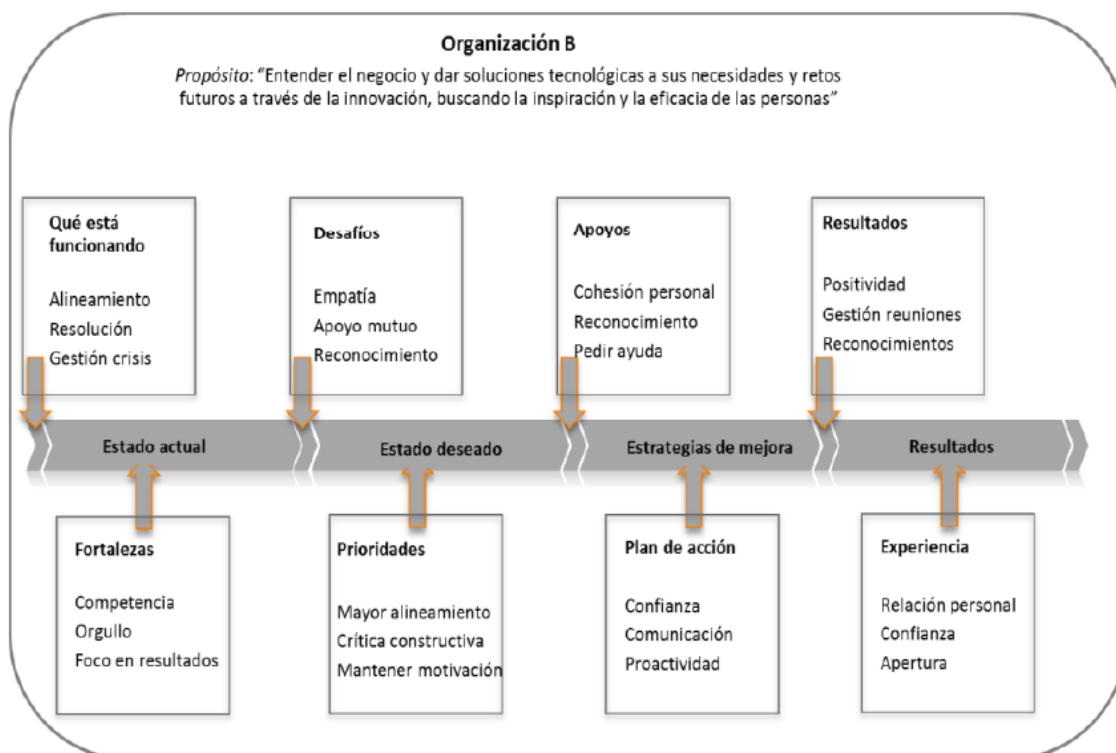 Organización B
Propósito: “Entender el negocio y dar soluciones tecnológicas a sus necesidades y retos
futuros a través de la innovación, buscando la inspiración y la eficacia de las personas”
Qué está
funcionando
Alineamiento
Resolución
Gestión crisis
Desafíos
Empatía
Apoyo mutuo
Reconocimiento
Apoyos
Cohesión personal
Reconocimiento
Pedir ayuda
Resultados
Positividad
Gestión reuniones
Reconocimientos
Estado actual
Estado deseado
Estrategias de mejora
Resultados
Fortalezas
Competencia
Orgullo
Foco en resultados
Prioridades
Mayor alineamiento
Crítica constructiva
Mantener motivación
Plan de acción
Confianza
Comunicación
Proactividad
Experiencia
Relación personal
Confianza
Apertura